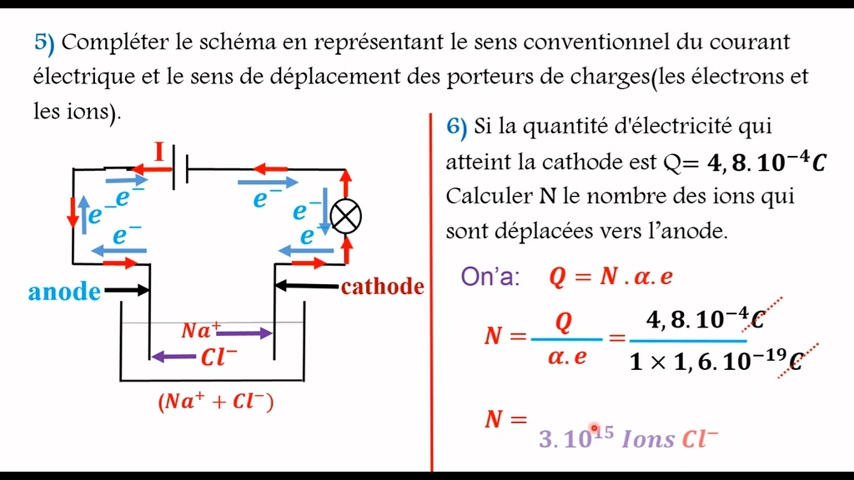 5) Compléter le schéma en représentant le sens conventionnel du courant
électrique et le sens de déplacement des porteurs de charges(les électrons et
les ions).
I
e⁻
e⁻
e⁻
e⁻
e⁻
e
anode
cathode
Na⁺
Cl⁻
(Na⁺ + Cl⁻)
6) Si la quantité d'électricité qui
atteint la cathode est Q= 4,8.10⁻⁴C
Calculer N le nombre des ions qui
sont déplacées vers l’anode.
On’a: Q = N . α. e
N = Q / α. e = 4,8.10⁻⁴C / 1 × 1,6.10⁻¹⁹C
N =
3.10¹⁵ Ions Cl⁻